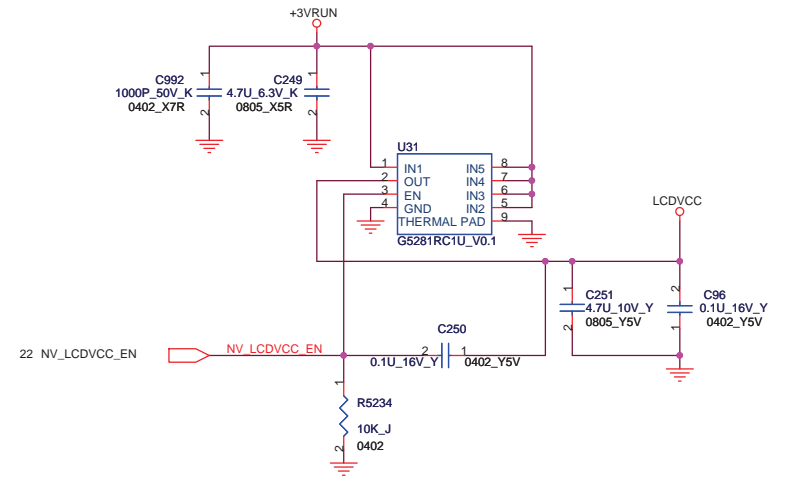 +3VRUN
C992
1000P_50V_K
0402_X7R
1
2
C249
4.7U_6.3V_K
0805_X5R
1
2
U31
1 IN1 IN5 8
2 OUT IN4 7
3 EN IN3 6
4 GND IN2 5
THERMAL PAD 9
G5281RC1U_V0.1
LCDVCC
C251
4.7U_10V_Y
0805_Y5V
1
2
C96
0.1U_16V_Y
0402_Y5V
2
1
22 NV_LCDVCC_EN
NV_LCDVCC_EN
C250
2 1
0.1U_16V_Y 0402_Y5V
1
R5234
10K_J
0402
2